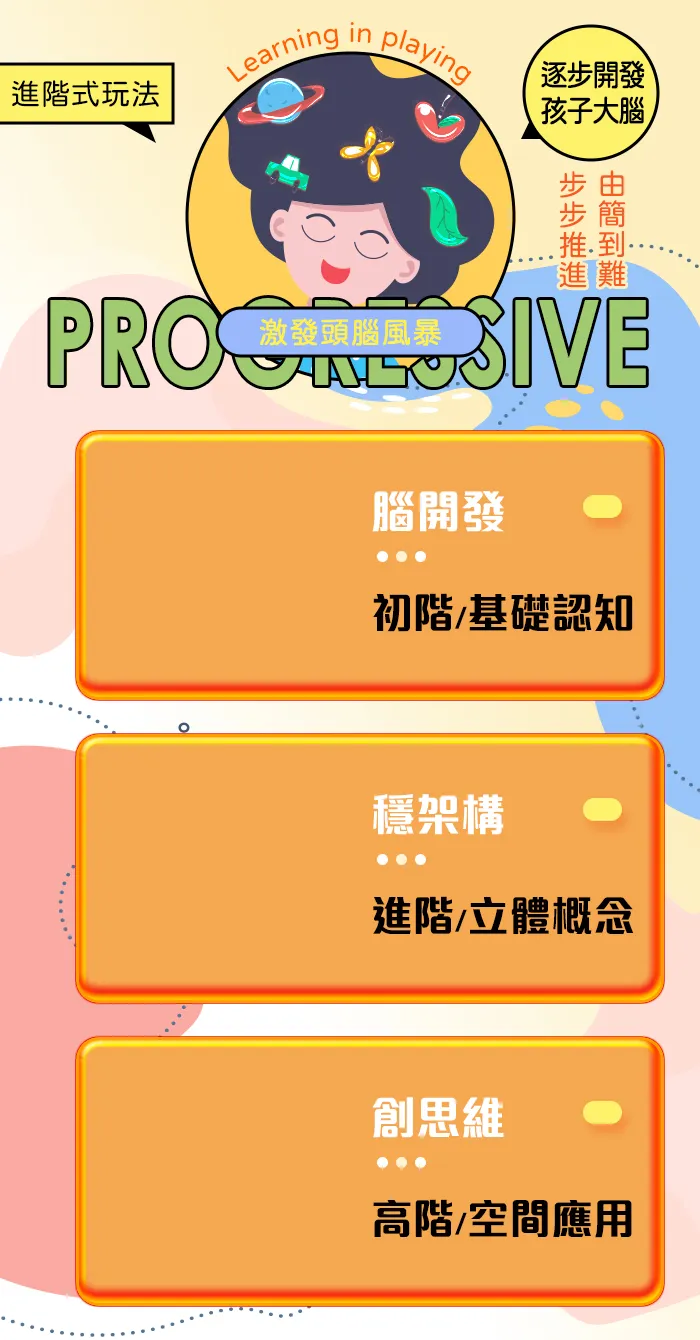 Learning in playing
進階式玩法
逐步開發
孩子大腦
由簡到難
步步推進
PROGRESSIVE
激發頭腦風暴
腦開發
初階/基礎認知
穩架構
進階/立體概念
創思維
高階/空間應用